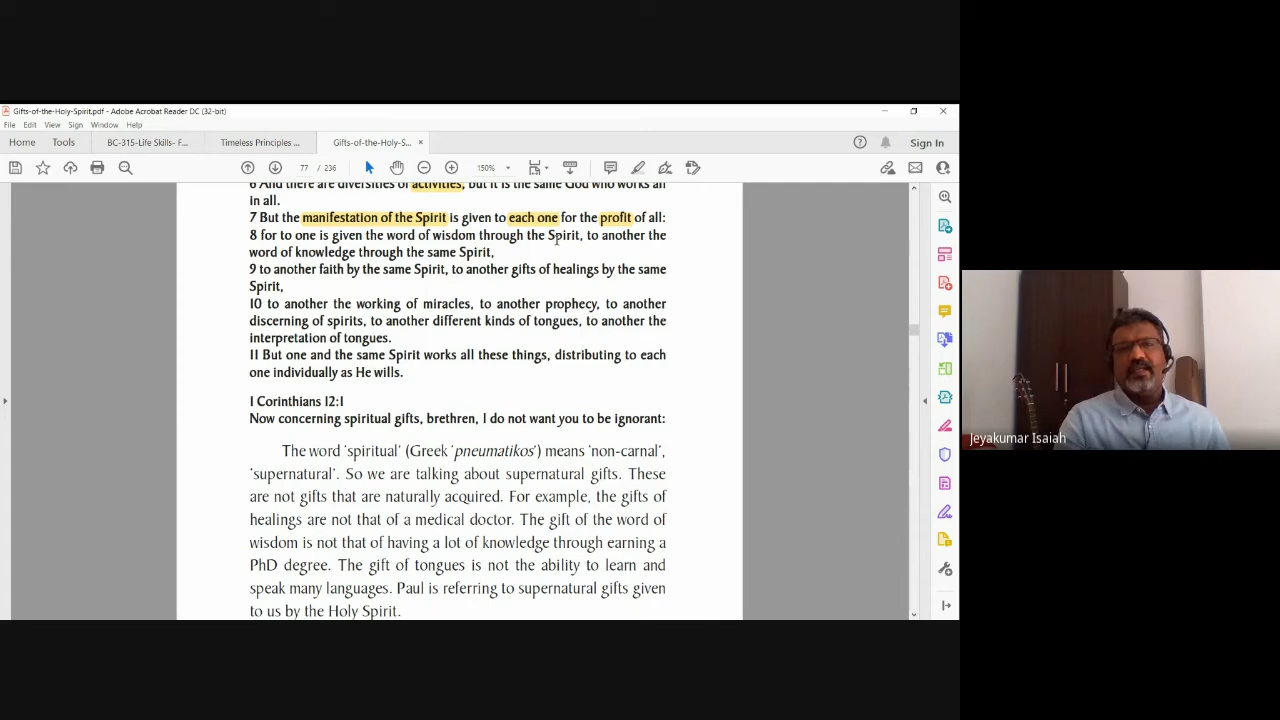 Gifts-of-the-Holy-Spirit.pdf - Adobe Acrobat Reader DC (32-bit)
File Edit View Sign Window Help
Home Tools BC-315-Life Skills- F... Timeless Principles ... Gifts-of-the-Holy-S... × Sign In
77 / 236 150%
6 And there are diversities of activities, but it is the same God who works all
in all.
7 But the manifestation of the Spirit is given to each one for the profit of all:
8 for to one is given the word of wisdom through the Spirit, to another the
word of knowledge through the same Spirit,
9 to another faith by the same Spirit, to another gifts of healings by the same
Spirit,
10 to another the working of miracles, to another prophecy, to another
discerning of spirits, to another different kinds of tongues, to another the
interpretation of tongues.
11 But one and the same Spirit works all these things, distributing to each
one individually as He wills.
1 Corinthians 12:1
Now concerning spiritual gifts, brethren, I do not want you to be ignorant:
The word 'spiritual' (Greek 'pneumatikos') means 'non-carnal',
'supernatural'. So we are talking about supernatural gifts. These
are not gifts that are naturally acquired. For example, the gifts of
healings are not that of a medical doctor. The gift of the word of
wisdom is not that of having a lot of knowledge through earning a
PhD degree. The gift of tongues is not the ability to learn and
speak many languages. Paul is referring to supernatural gifts given
to us by the Holy Spirit.
Jeyakumar Isaiah